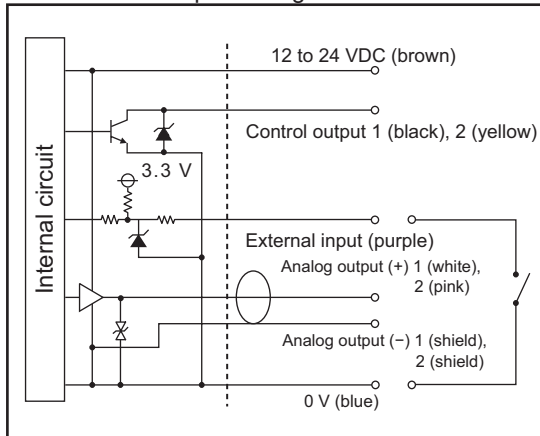 12 to 24 VDC (brown)
Control output 1 (black), 2 (yellow)
3.3 V
Internal circuit
External input (purple)
Analog output (+) 1 (white),
2 (pink)
Analog output (−) 1 (shield),
2 (shield)
0 V (blue)